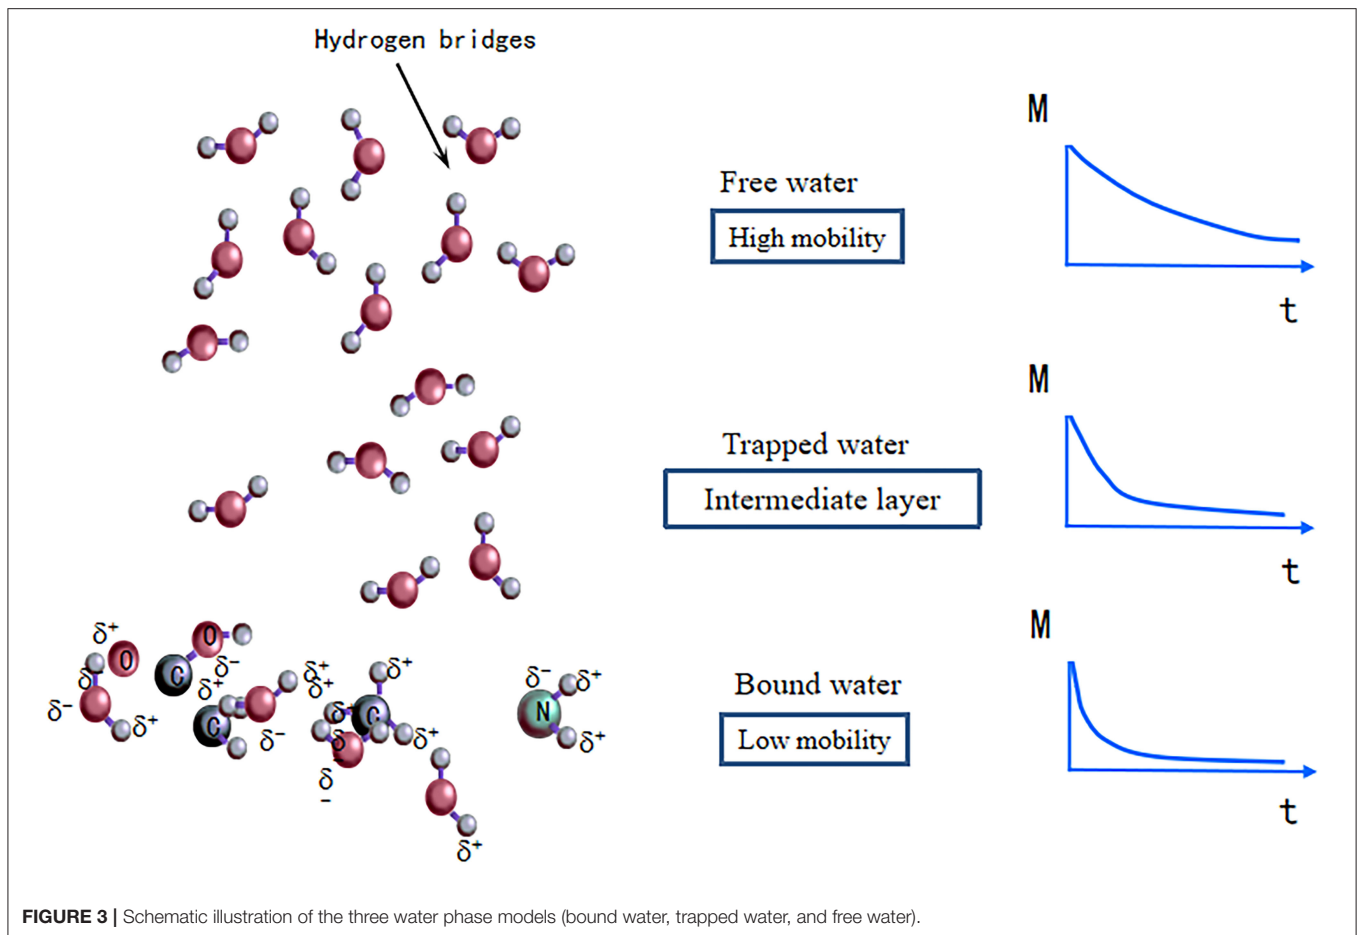 Hydrogen bridges
M
Free water
High mobility
t
M
Trapped water
Intermediate layer
t
M
δ⁺
O
O
C
δ⁻
δ⁻
δ⁻
δ⁺
δ⁺
C
δ⁻
δ⁺
δ⁺
δ⁺
δ⁺
C
δ⁻
δ⁺
δ
–
δ⁺
δ⁻
δ⁺
N
δ⁺
Bound water
Low mobility
t
FIGURE 3 | Schematic illustration of the three water phase models (bound water, trapped water, and free water).